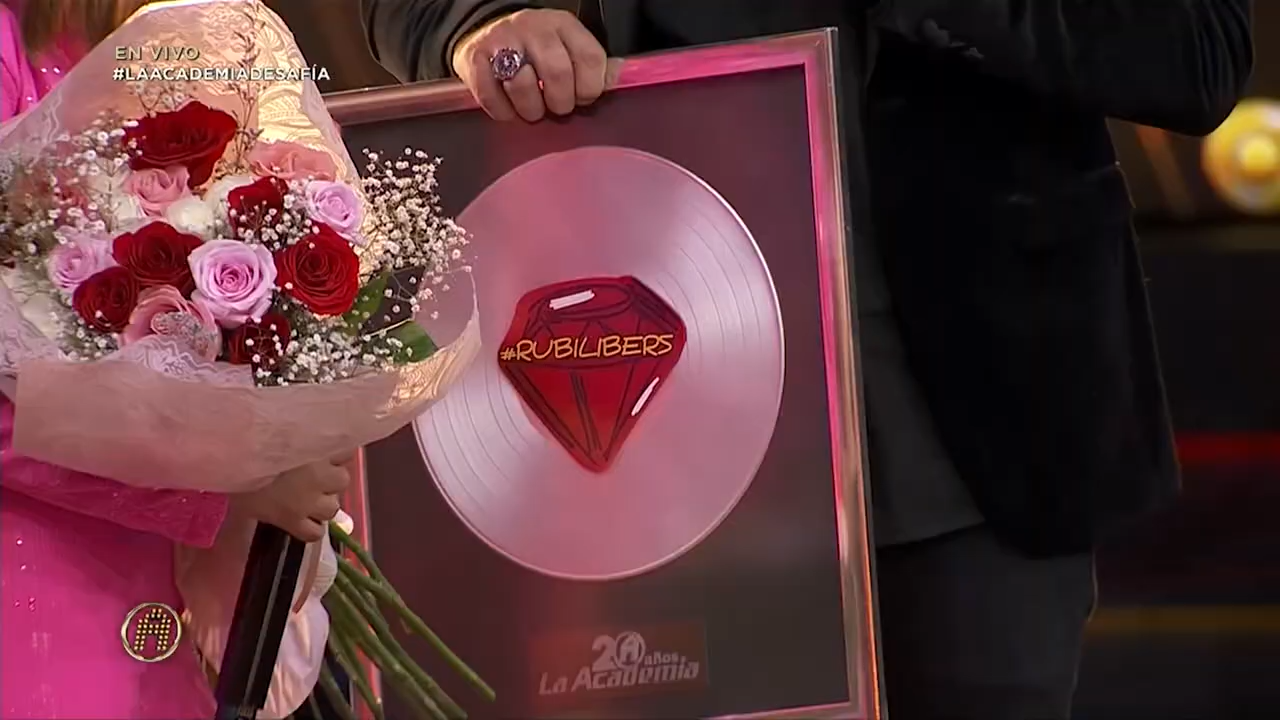 EN VIVO
#LAACADEMIADESAFÍA
#RUBILIBERS
20 años
La Academia
A